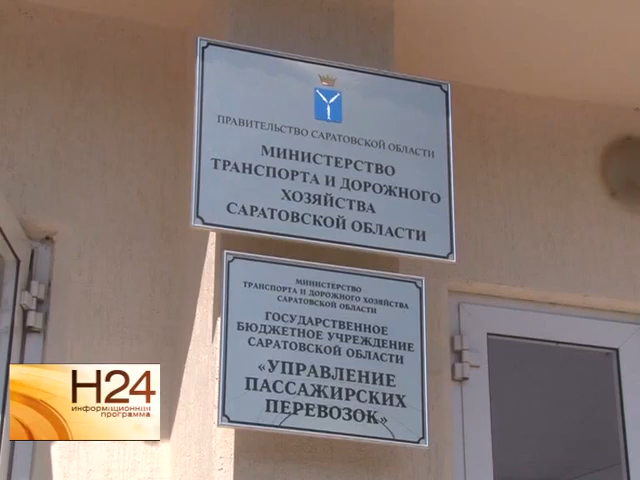 ПРАВИТЕЛЬСТВО САРАТОВСКОЙ ОБЛАСТИ
МИНИСТЕРСТВО
ТРАНСПОРТА И ДОРОЖНОГО
ХОЗЯЙСТВА
САРАТОВСКОЙ ОБЛАСТИ
МИНИСТЕРСТВО
ТРАНСПОРТА И ДОРОЖНОГО ХОЗЯЙСТВА
САРАТОВСКОЙ ОБЛАСТИ
ГОСУДАРСТВЕННОЕ
БЮДЖЕТНОЕ УЧРЕЖДЕНИЕ
САРАТОВСКОЙ ОБЛАСТИ
«УПРАВЛЕНИЕ
ПАССАЖИРСКИХ
ПЕРЕВОЗОК»
Н24
информационная
программа